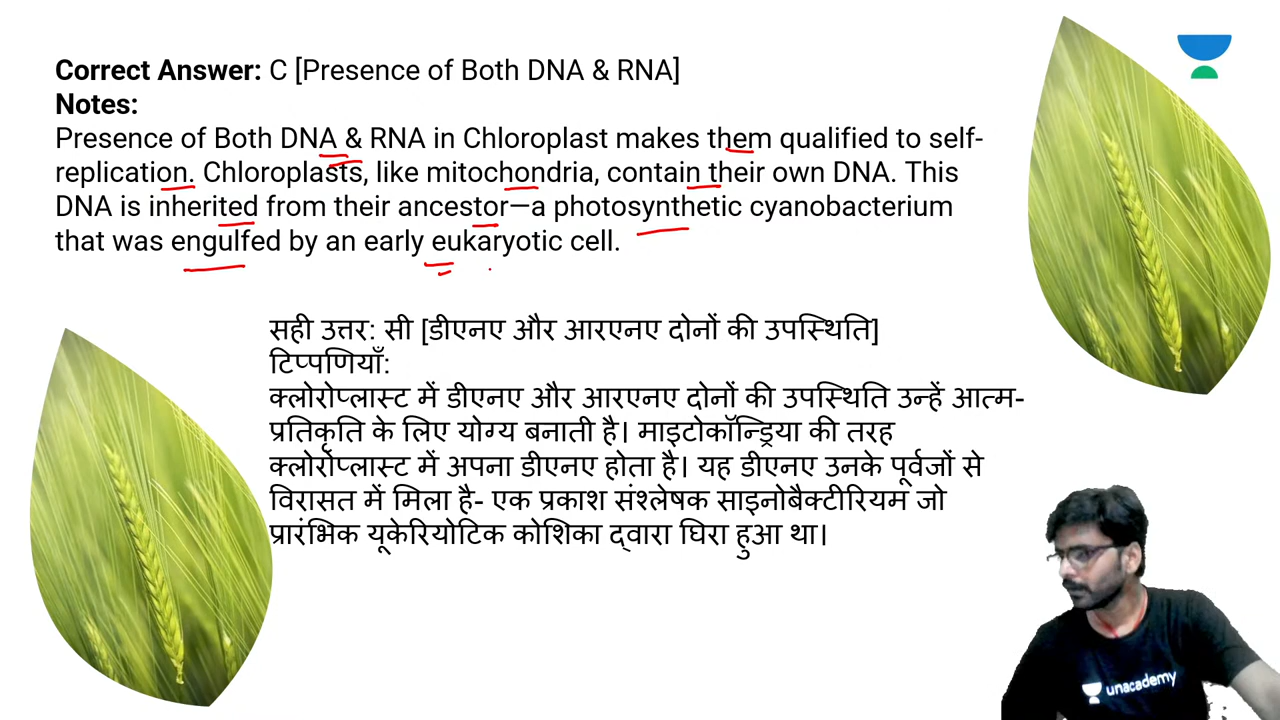 Correct Answer: C [Presence of Both DNA & RNA]
Notes:
Presence of Both DNA & RNA in Chloroplast makes them qualified to self-
replication. Chloroplasts, like mitochondria, contain their own DNA. This
DNA is inherited from their ancestor—a photosynthetic cyanobacterium
that was engulfed by an early eukaryotic cell.
सही उत्तर: सी [डीएनए और आरएनए दोनों की उपस्थिति]
टिप्पणियाँ:
क्लोरोप्लास्ट में डीएनए और आरएनए दोनों की उपस्थिति उन्हें आत्म-
प्रतिकृति के लिए योग्य बनाती है। माइटोकॉन्ड्रिया की तरह
क्लोरोप्लास्ट में अपना डीएनए होता है। यह डीएनए उनके पूर्वजों से
विरासत में मिला है- एक प्रकाश संश्लेषक साइनोबैक्टीरियम जो
प्रारंभिक यूकेरियोटिक कोशिका द्वारा घिरा हुआ था।
unacademy